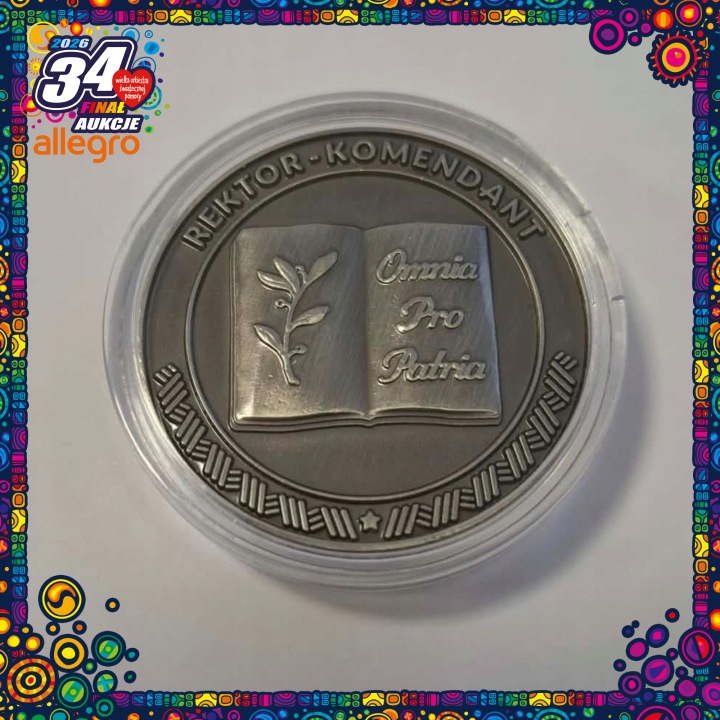 2026
34
wielka orkiestra
świątecznej
pomocy
FINAŁ
AUKCJE
allegro
REKTOR-KOMENDANT
Omnia
Pro
Patria